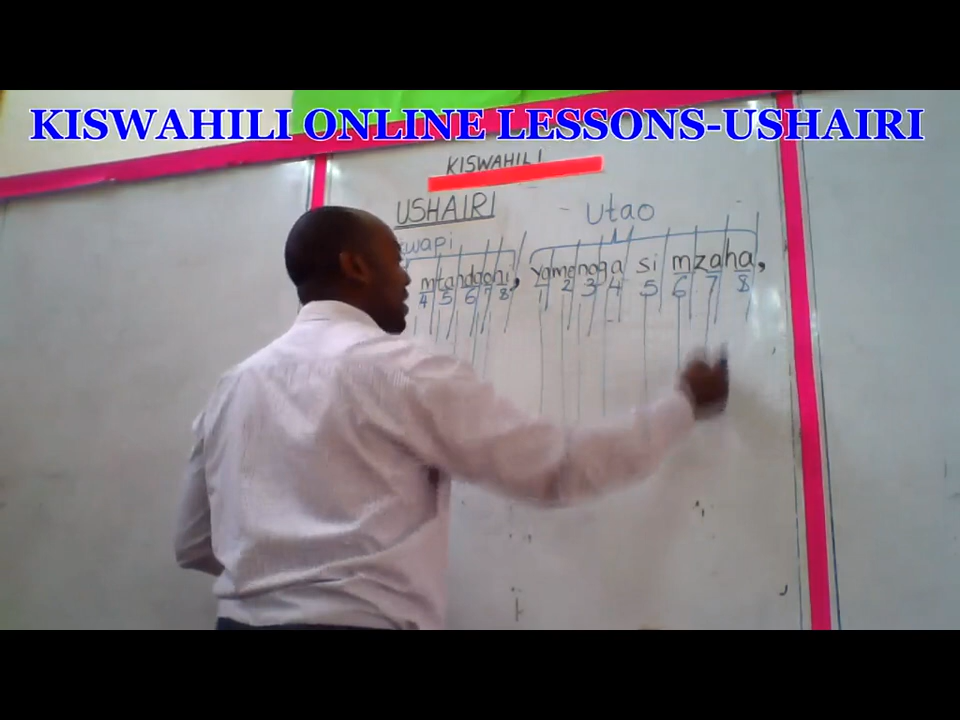 KISWAHILI ONLINE LESSONS-USHAIRI
KISWAHILI
USHAIRI Utao
kwapi
mtandaoni, yamenoga si mzaha,
4 5 6 7 8 1 2 3 4 5 6 7 8